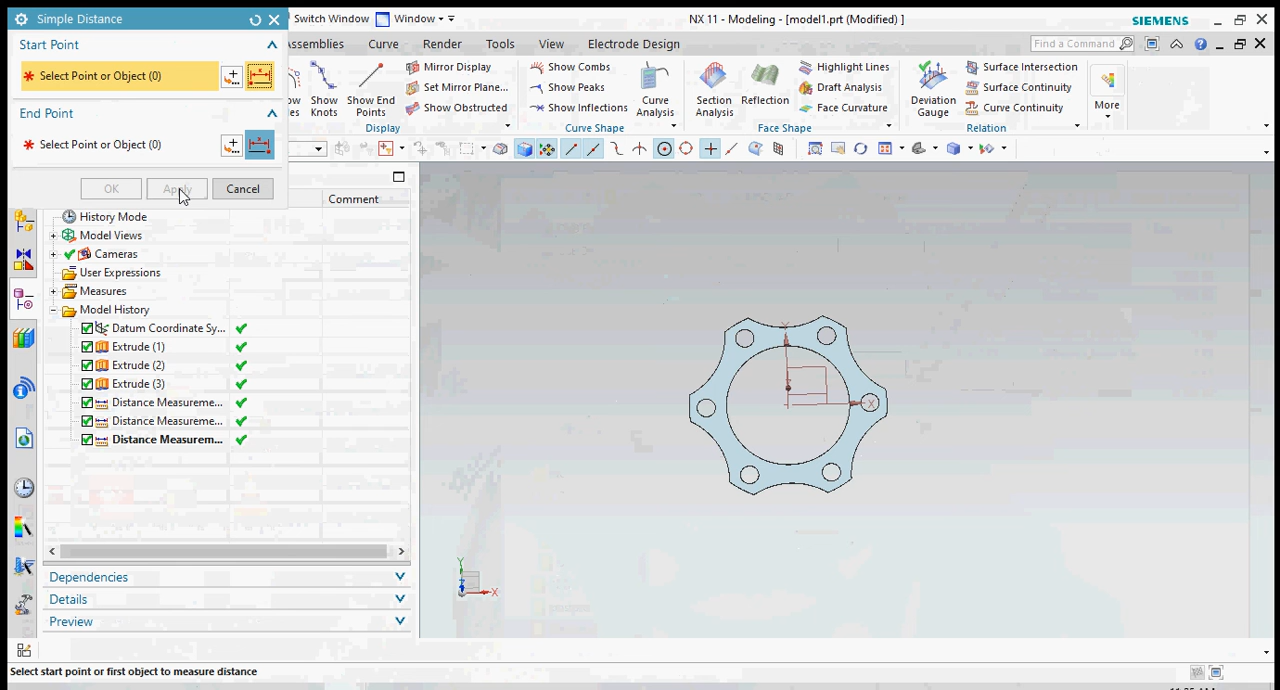 Simple Distance
Switch Window
Window
NX 11 - Modeling - [model1.prt (Modified) ]
SIEMENS
Start Point
Assemblies
Curve
Render
Tools
View
Electrode Design
Find a Command
* Select Point or Object (0)
End Point
* Select Point or Object (0)
OK
Apply
Cancel
Show Knots
Show End Points
Mirror Display
Set Mirror Plane...
Show Obstructed
Display
Show Combs
Show Peaks
Show Inflections
Curve Analysis
Curve Shape
Section Analysis
Reflection
Highlight Lines
Draft Analysis
Face Curvature
Face Shape
Deviation Gauge
Surface Intersection
Surface Continuity
Curve Continuity
Relation
More
Comment
History Mode
Model Views
Cameras
User Expressions
Measures
Model History
Datum Coordinate Sy...
Extrude (1)
Extrude (2)
Extrude (3)
Distance Measureme...
Distance Measureme...
Distance Measurem...
Dependencies
Details
Preview
X
Y
X
Select start point or first object to measure distance